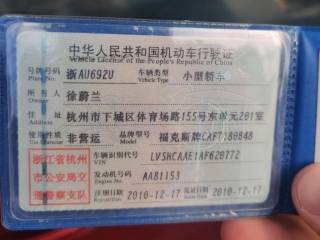 中华人民共和国机动车行驶证
Vehicle License of the People's Republic of China
号牌号码 浙AU692U 车辆类型 小型轿车
Plate No. Vehicle Type
所有人 徐蔚兰
Owner
住址 杭州市下城区体育场路155号东单元201室
Address
使用性质 非营运 品牌型号 福克斯牌CAF7180B48
Use Character Model
浙江省杭州
市公安局交
通警察支队
车辆识别代号 LVSHCAAE1AF620772
VIN
发动机号码 AA81153
Engine No.
注册日期 2010-12-17 发证日期 2010-12-17
Register Date Issue Date